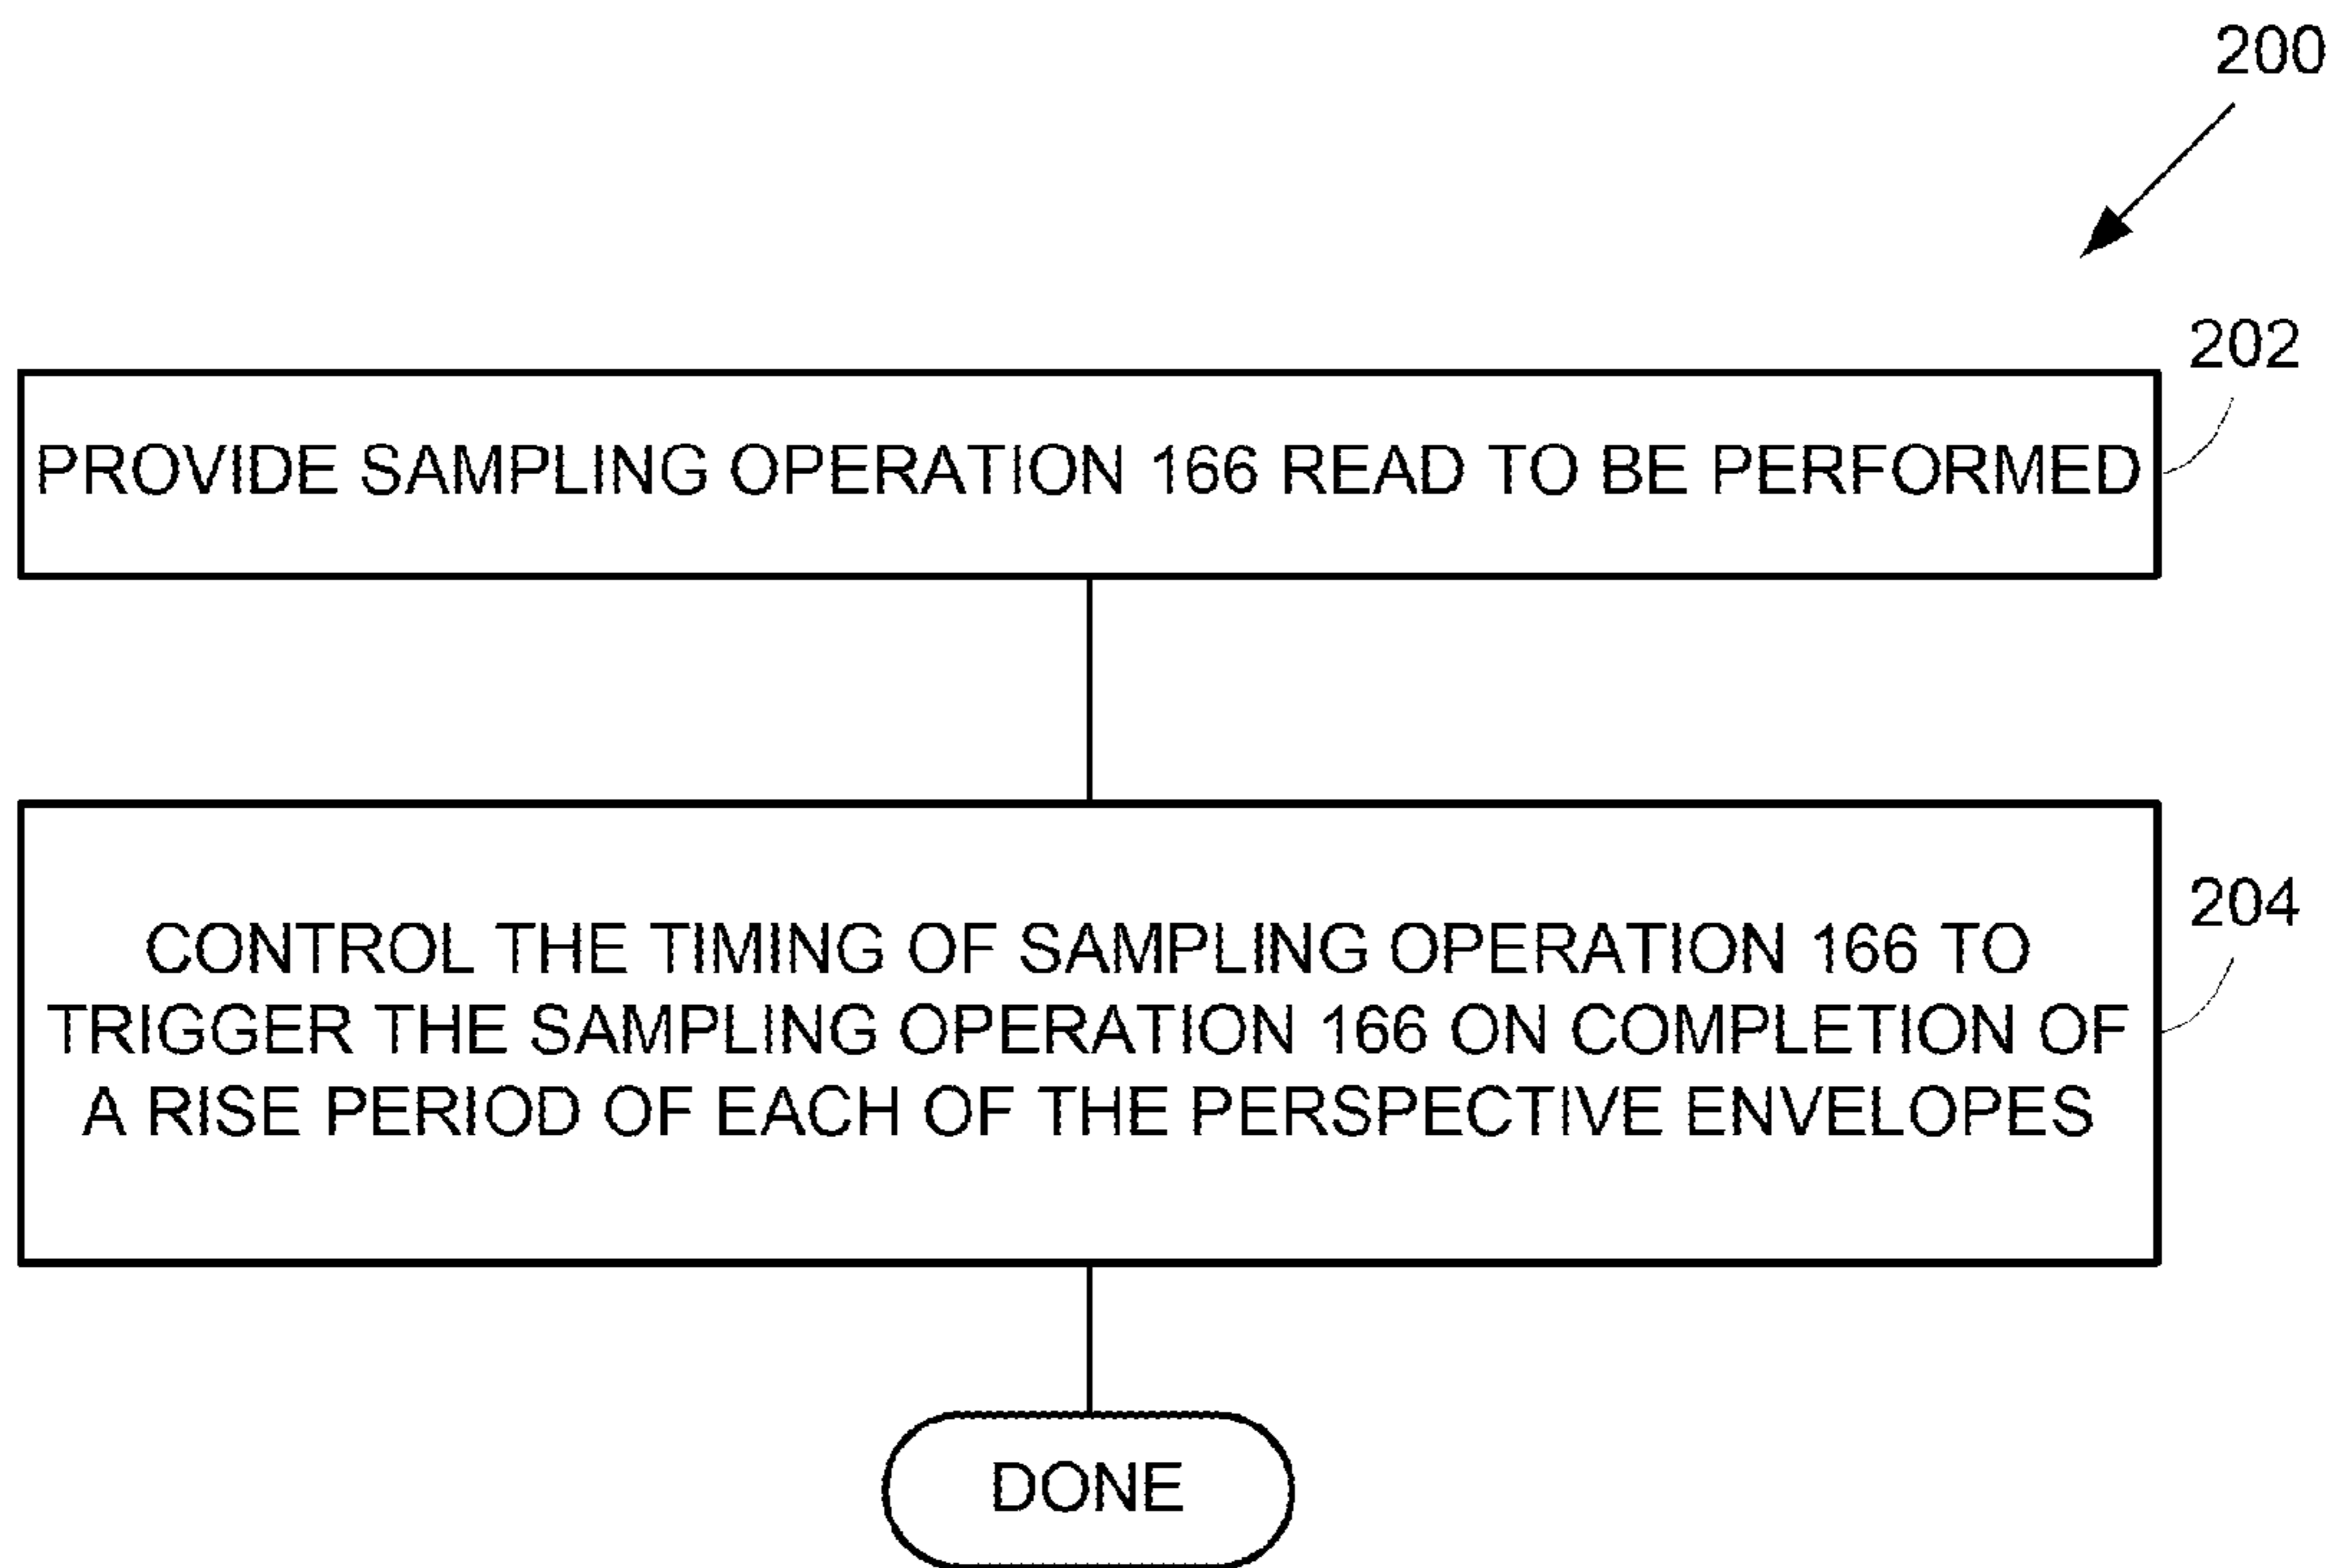 200
202
PROVIDE SAMPLING OPERATION 166 READ TO BE PERFORMED
204
CONTROL THE TIMING OF SAMPLING OPERATION 166 TO
TRIGGER THE SAMPLING OPERATION 166 ON COMPLETION OF
A RISE PERIOD OF EACH OF THE PERSPECTIVE ENVELOPES
DONE